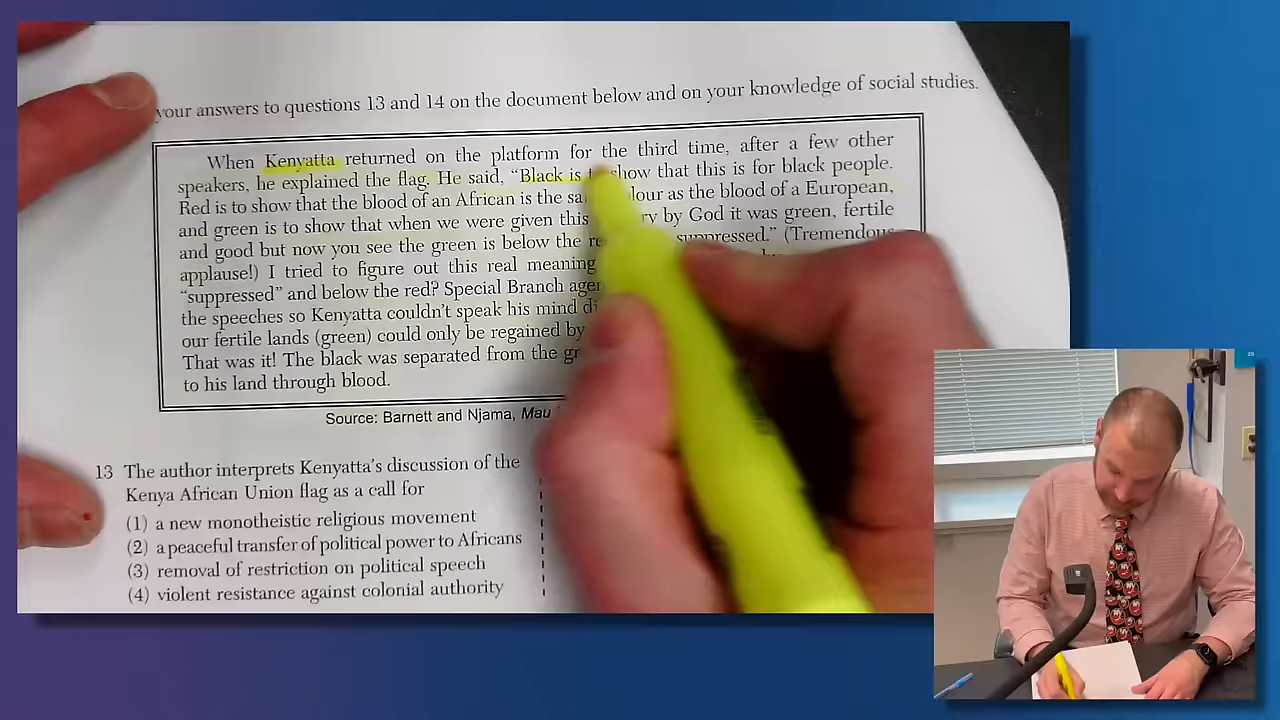 your answers to questions 13 and 14 on the document below and on your knowledge of social studies.
When Kenyatta returned on the platform for the third time, after a few other
speakers, he explained the flag. He said, “Black is show that this is for black people.
Red is to show that the blood of an African is the as the blood of a European,
and green is to show that when we were given this by God it was green, fertile
and good but now you see the green is below the suppressed.” (Tremendous
applause!) I tried to figure out this real meaning
“suppressed” and below the red? Special Branch
the speeches so Kenyatta couldn’t speak his mind
our fertile lands (green) could only be regained by
That was it! The black was separated from the
to his land through blood.
Source: Barnett and Njama, Mau
13 The author interprets Kenyatta’s discussion of the
Kenya African Union flag as a call for
(1) a new monotheistic religious movement
(2) a peaceful transfer of political power to Africans
(3) removal of restriction on political speech
(4) violent resistance against colonial authority